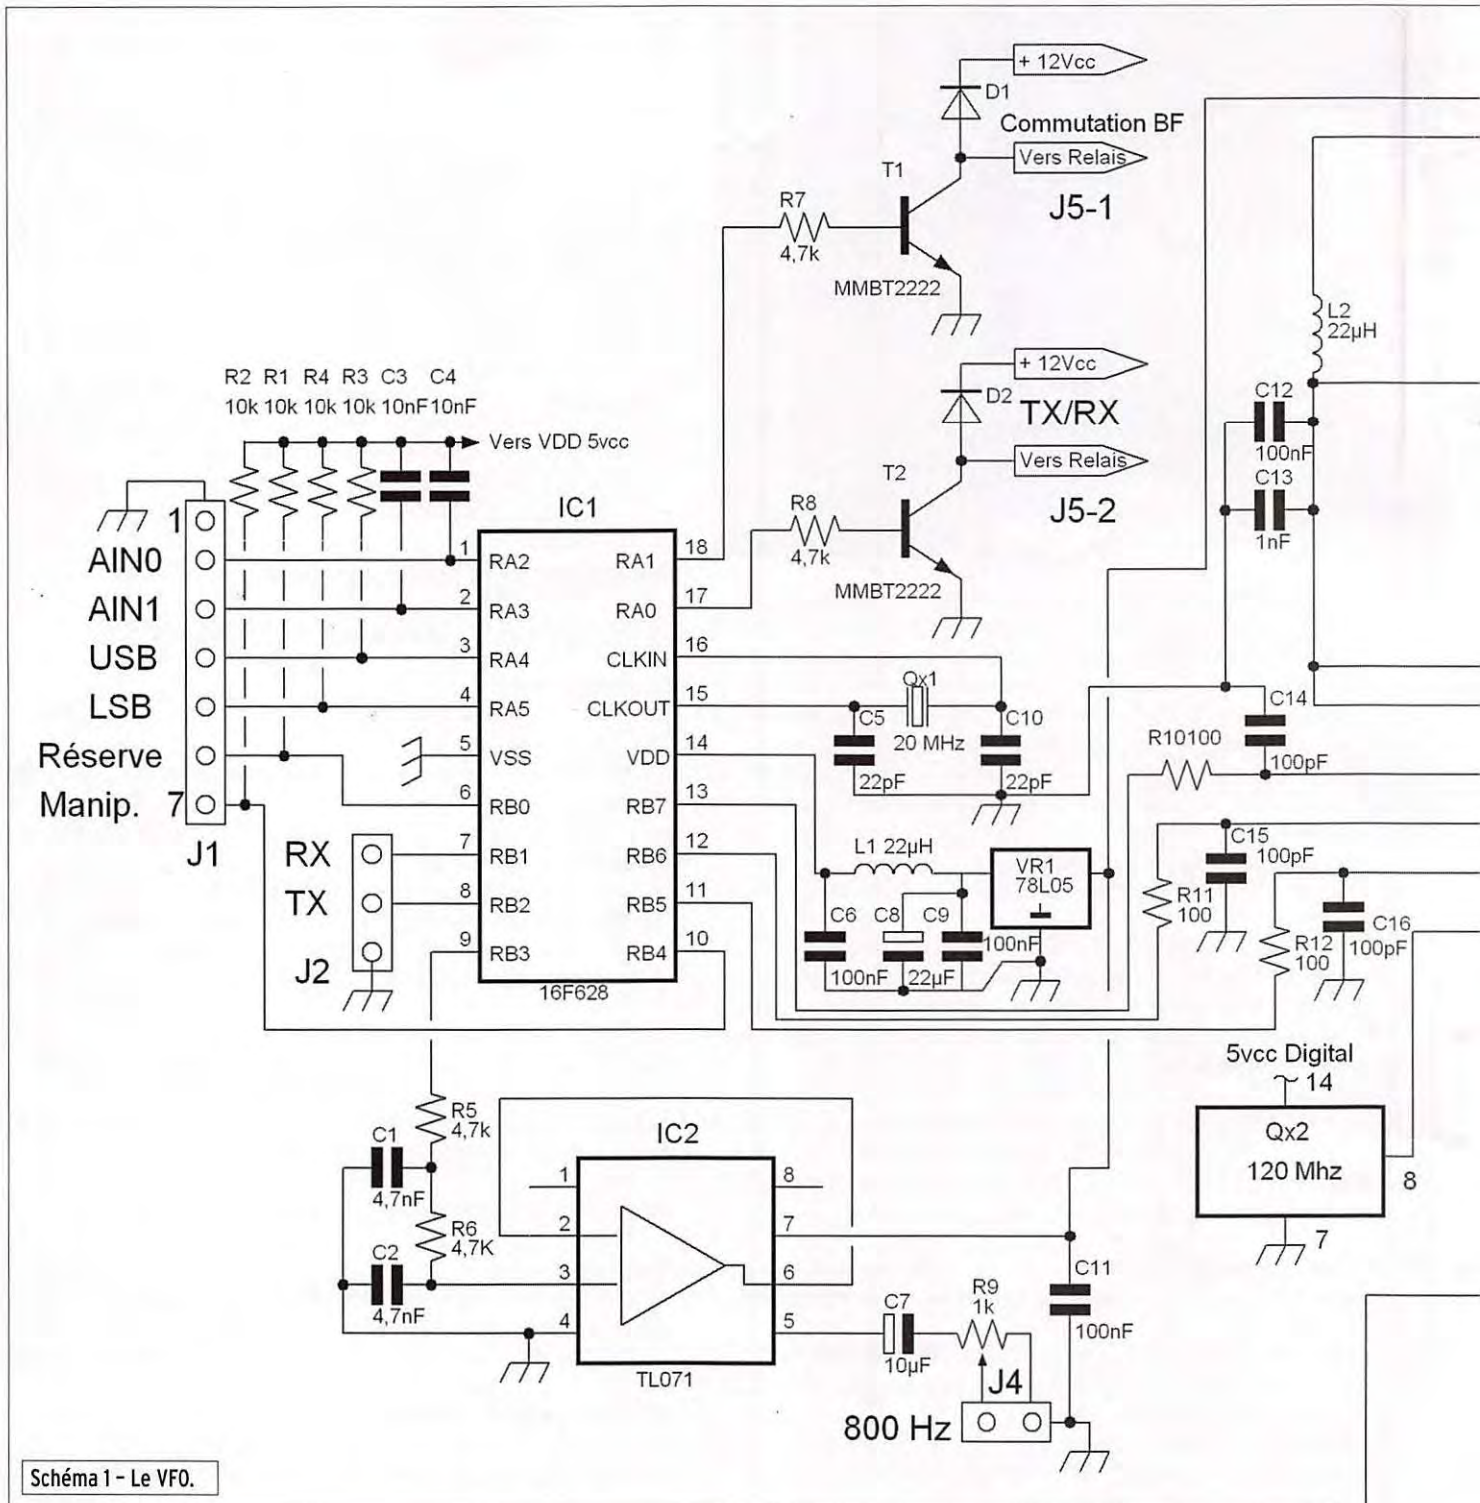 + 12Vcc
D1
Commutation BF
Vers Relais
T1
J5-1
R7
4,7k
MMBT2222
L2
22µH
+ 12Vcc
D2
TX/RX
Vers Relais
T2
J5-2
R8
4,7k
MMBT2222
C12
100nF
C13
1nF
R2 R1 R4 R3 C3 C4
10k 10k 10k 10k 10nF 10nF
Vers VDD 5vcc
IC1
1
AIN0
AIN1
USB
LSB
Réserve
Manip. 7
J1
1 RA2 RA1 18
2 RA3 RA0 17
3 RA4 CLKIN 16
4 RA5 CLKOUT 15
5 VSS VDD 14
6 RB0 RB7 13
7 RB1 RB6 12
8 RB2 RB5 11
9 RB3 RB4 10
16F628
RX
TX
J2
Qx1
20 MHz
C5
22pF
C10
22pF
C14
100pF
R10100
L1 22µH
VR1
78L05
C6
100nF
C8
22µF
C9
100nF
C15
100pF
R11
100
C16
100pF
R12
100
5vcc Digital
14
Qx2
120 Mhz
8
7
R5
4,7k
C1
4,7nF
R6
4,7K
C2
4,7nF
IC2
1 8
2 7
3 6
4 5
TL071
C7
10µF
R9
1k
C11
100nF
J4
800 Hz
Schéma 1 - Le VFO.